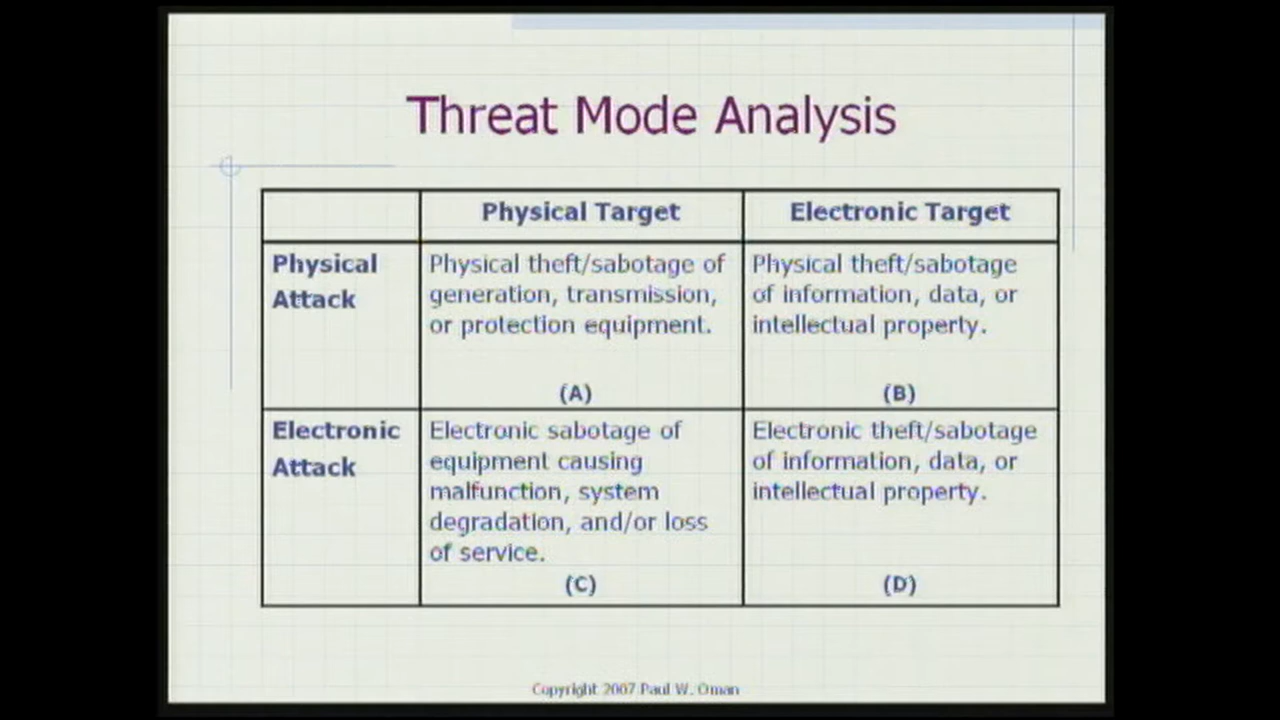 Threat Mode Analysis
Physical Target
Electronic Target
Physical
Attack
Physical theft/sabotage of
generation, transmission,
or protection equipment.
(A)
Physical theft/sabotage
of information, data, or
intellectual property.
(B)
Electronic
Attack
Electronic sabotage of
equipment causing
malfunction, system
degradation, and/or loss
of service.
(C)
Electronic theft/sabotage
of information, data, or
intellectual property.
(D)
Copyright 2007 Paul W. Oman